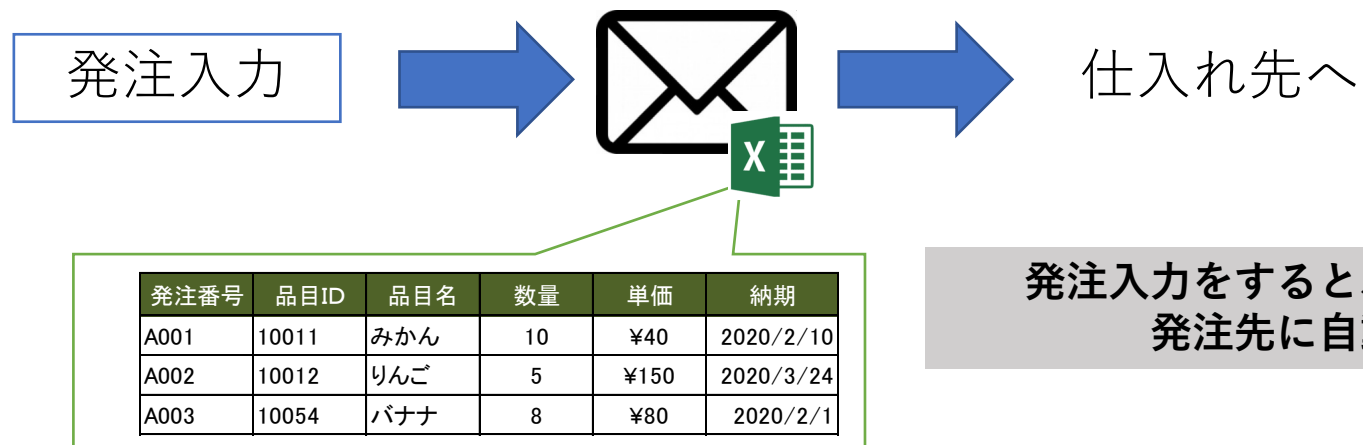 発注入力
仕入れ先へ
X
発注番号 品目ID 品目名 数量 単価 納期
A001 10011 みかん 10 ¥40 2020/2/10
A002 10012 りんご 5 ¥150 2020/3/24
A003 10054 バナナ 8 ¥80 2020/2/1
発注入力をすると
発注先に自